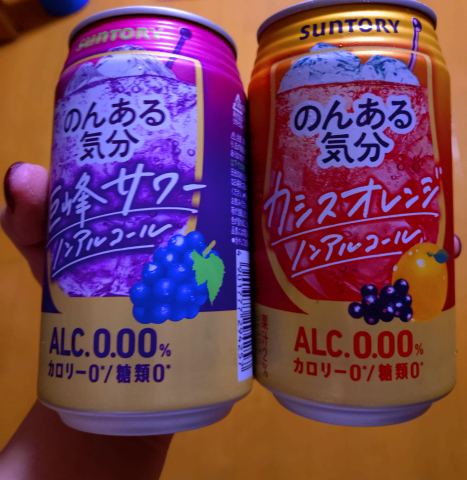 SUNTORY
のんある
気分
巨峰サワー
ノンアルコール
ALC.0.00%
カロリー0*/糖類0*
SUNTORY
のんある
気分
カシスオレンジ
ノンアルコール
ALC.0.00%
カロリー0*/糖類0*